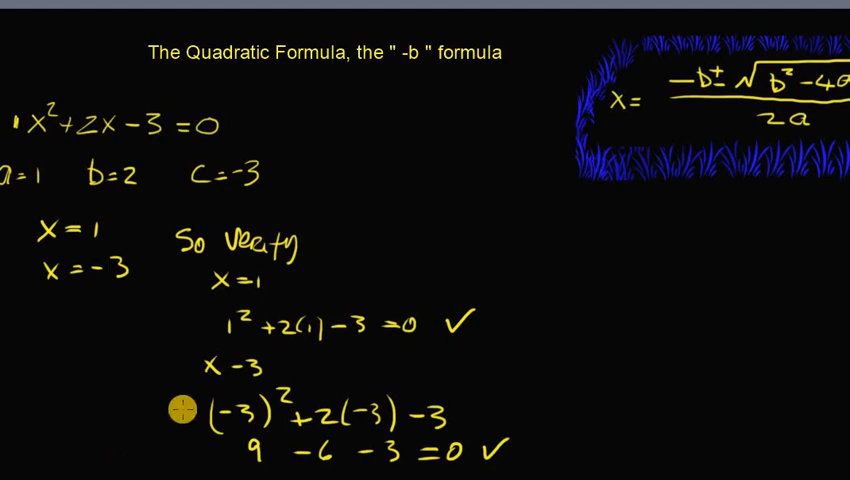 The Quadratic Formula, the " -b " formula
x = -b ± √b² - 4a
2a
1x² + 2x - 3 = 0
a = 1 b = 2 c = -3
x = 1
x = -3
So verify
x = 1
1² + 2(1) - 3 = 0 ✓
x -3
(-3)² + 2(-3) - 3
9 - 6 - 3 = 0 ✓